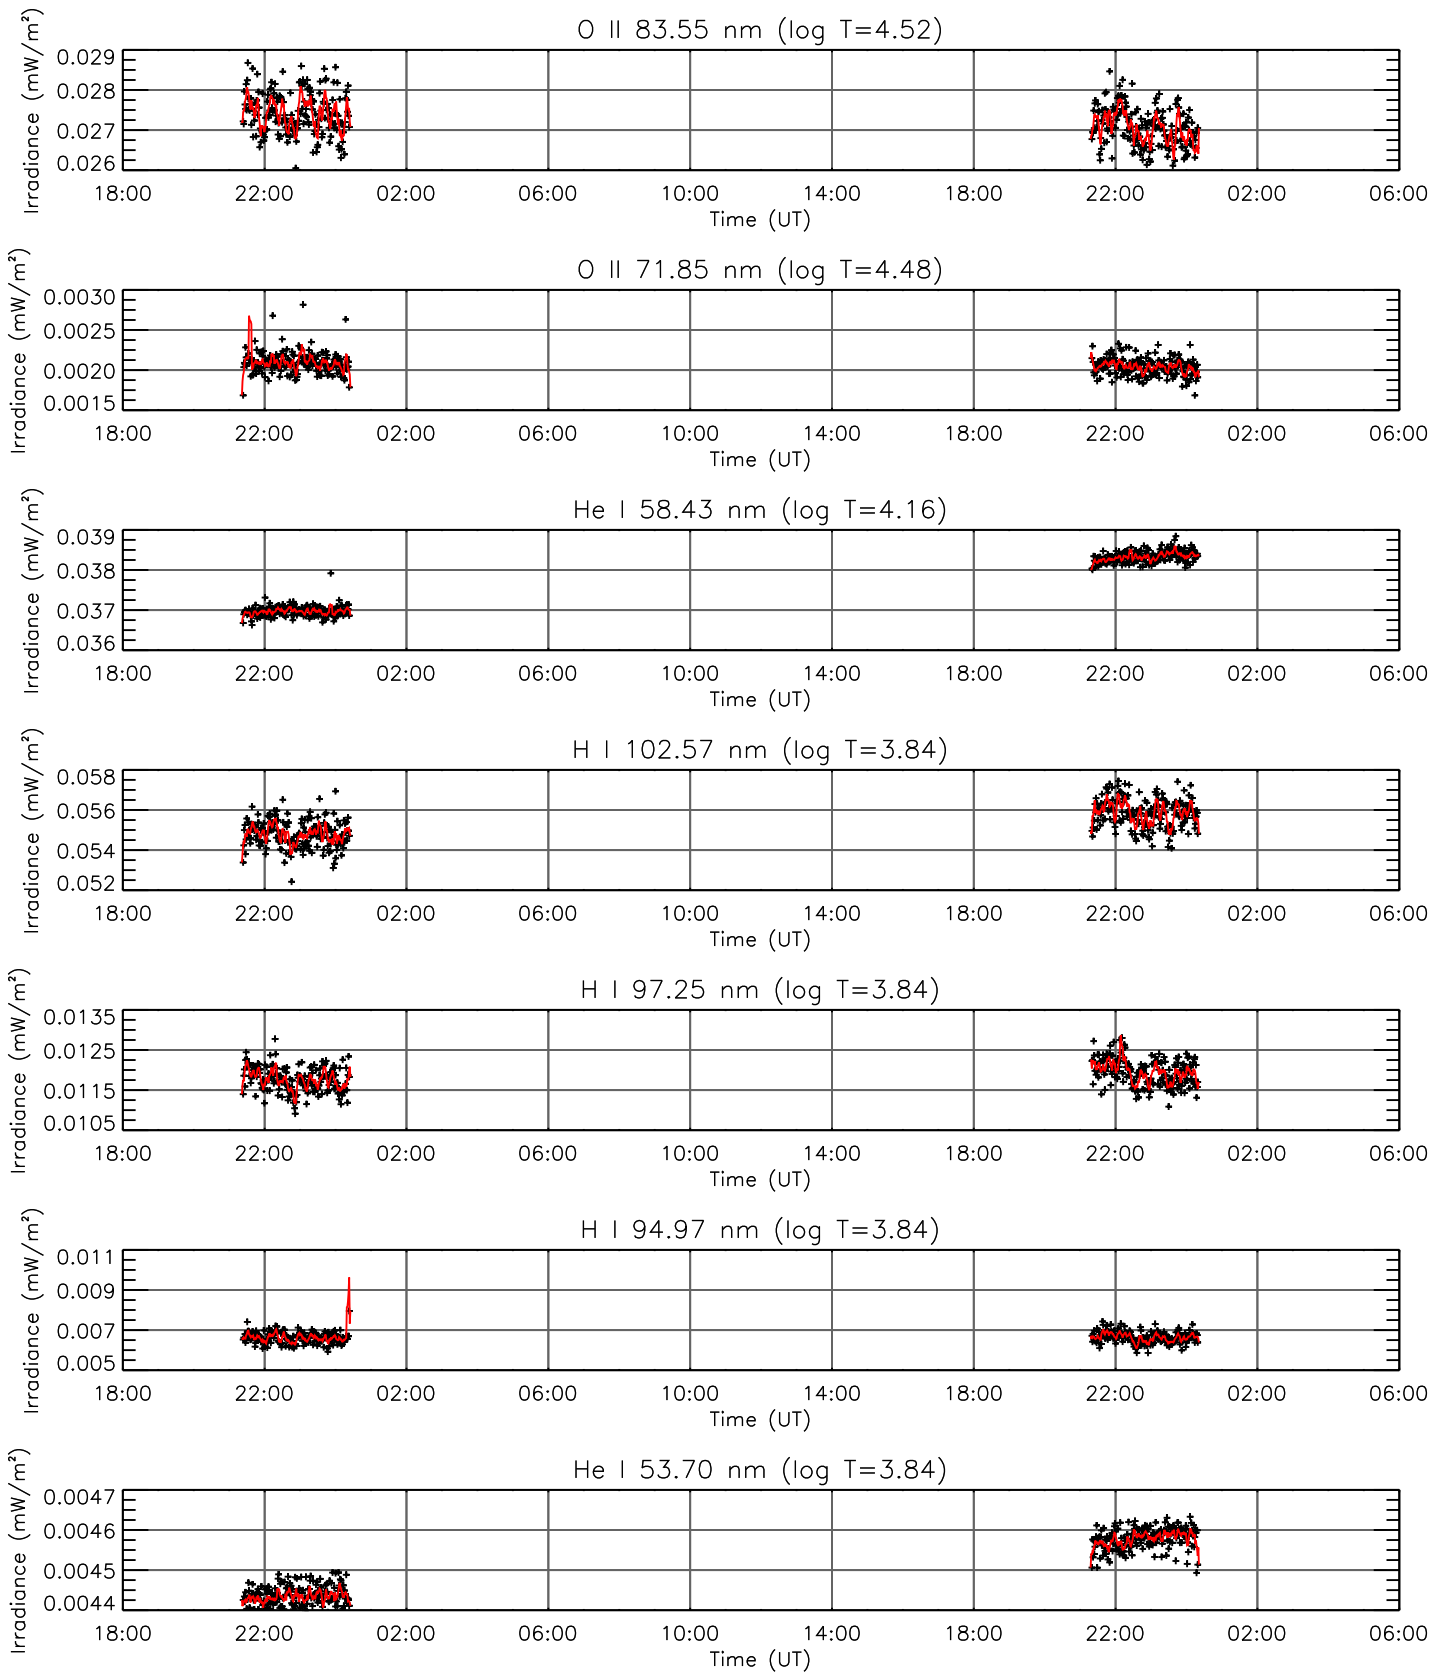 O II 83.55 nm (log T=4.52)
Irradiance (mW/m²)
0.029
0.028
0.027
0.026
18:00 22:00 02:00 06:00 10:00 14:00 18:00 22:00 02:00 06:00
Time (UT)
O II 71.85 nm (log T=4.48)
Irradiance (mW/m²)
0.0030
0.0025
0.0020
0.0015
18:00 22:00 02:00 06:00 10:00 14:00 18:00 22:00 02:00 06:00
Time (UT)
He I 58.43 nm (log T=4.16)
Irradiance (mW/m²)
0.039
0.038
0.037
0.036
18:00 22:00 02:00 06:00 10:00 14:00 18:00 22:00 02:00 06:00
Time (UT)
H I 102.57 nm (log T=3.84)
Irradiance (mW/m²)
0.058
0.056
0.054
0.052
18:00 22:00 02:00 06:00 10:00 14:00 18:00 22:00 02:00 06:00
Time (UT)
H I 97.25 nm (log T=3.84)
Irradiance (mW/m²)
0.0135
0.0125
0.0115
0.0105
18:00 22:00 02:00 06:00 10:00 14:00 18:00 22:00 02:00 06:00
Time (UT)
H I 94.97 nm (log T=3.84)
Irradiance (mW/m²)
0.011
0.009
0.007
0.005
18:00 22:00 02:00 06:00 10:00 14:00 18:00 22:00 02:00 06:00
Time (UT)
He I 53.70 nm (log T=3.84)
Irradiance (mW/m²)
0.0047
0.0046
0.0045
0.0044
18:00 22:00 02:00 06:00 10:00 14:00 18:00 22:00 02:00 06:00
Time (UT)